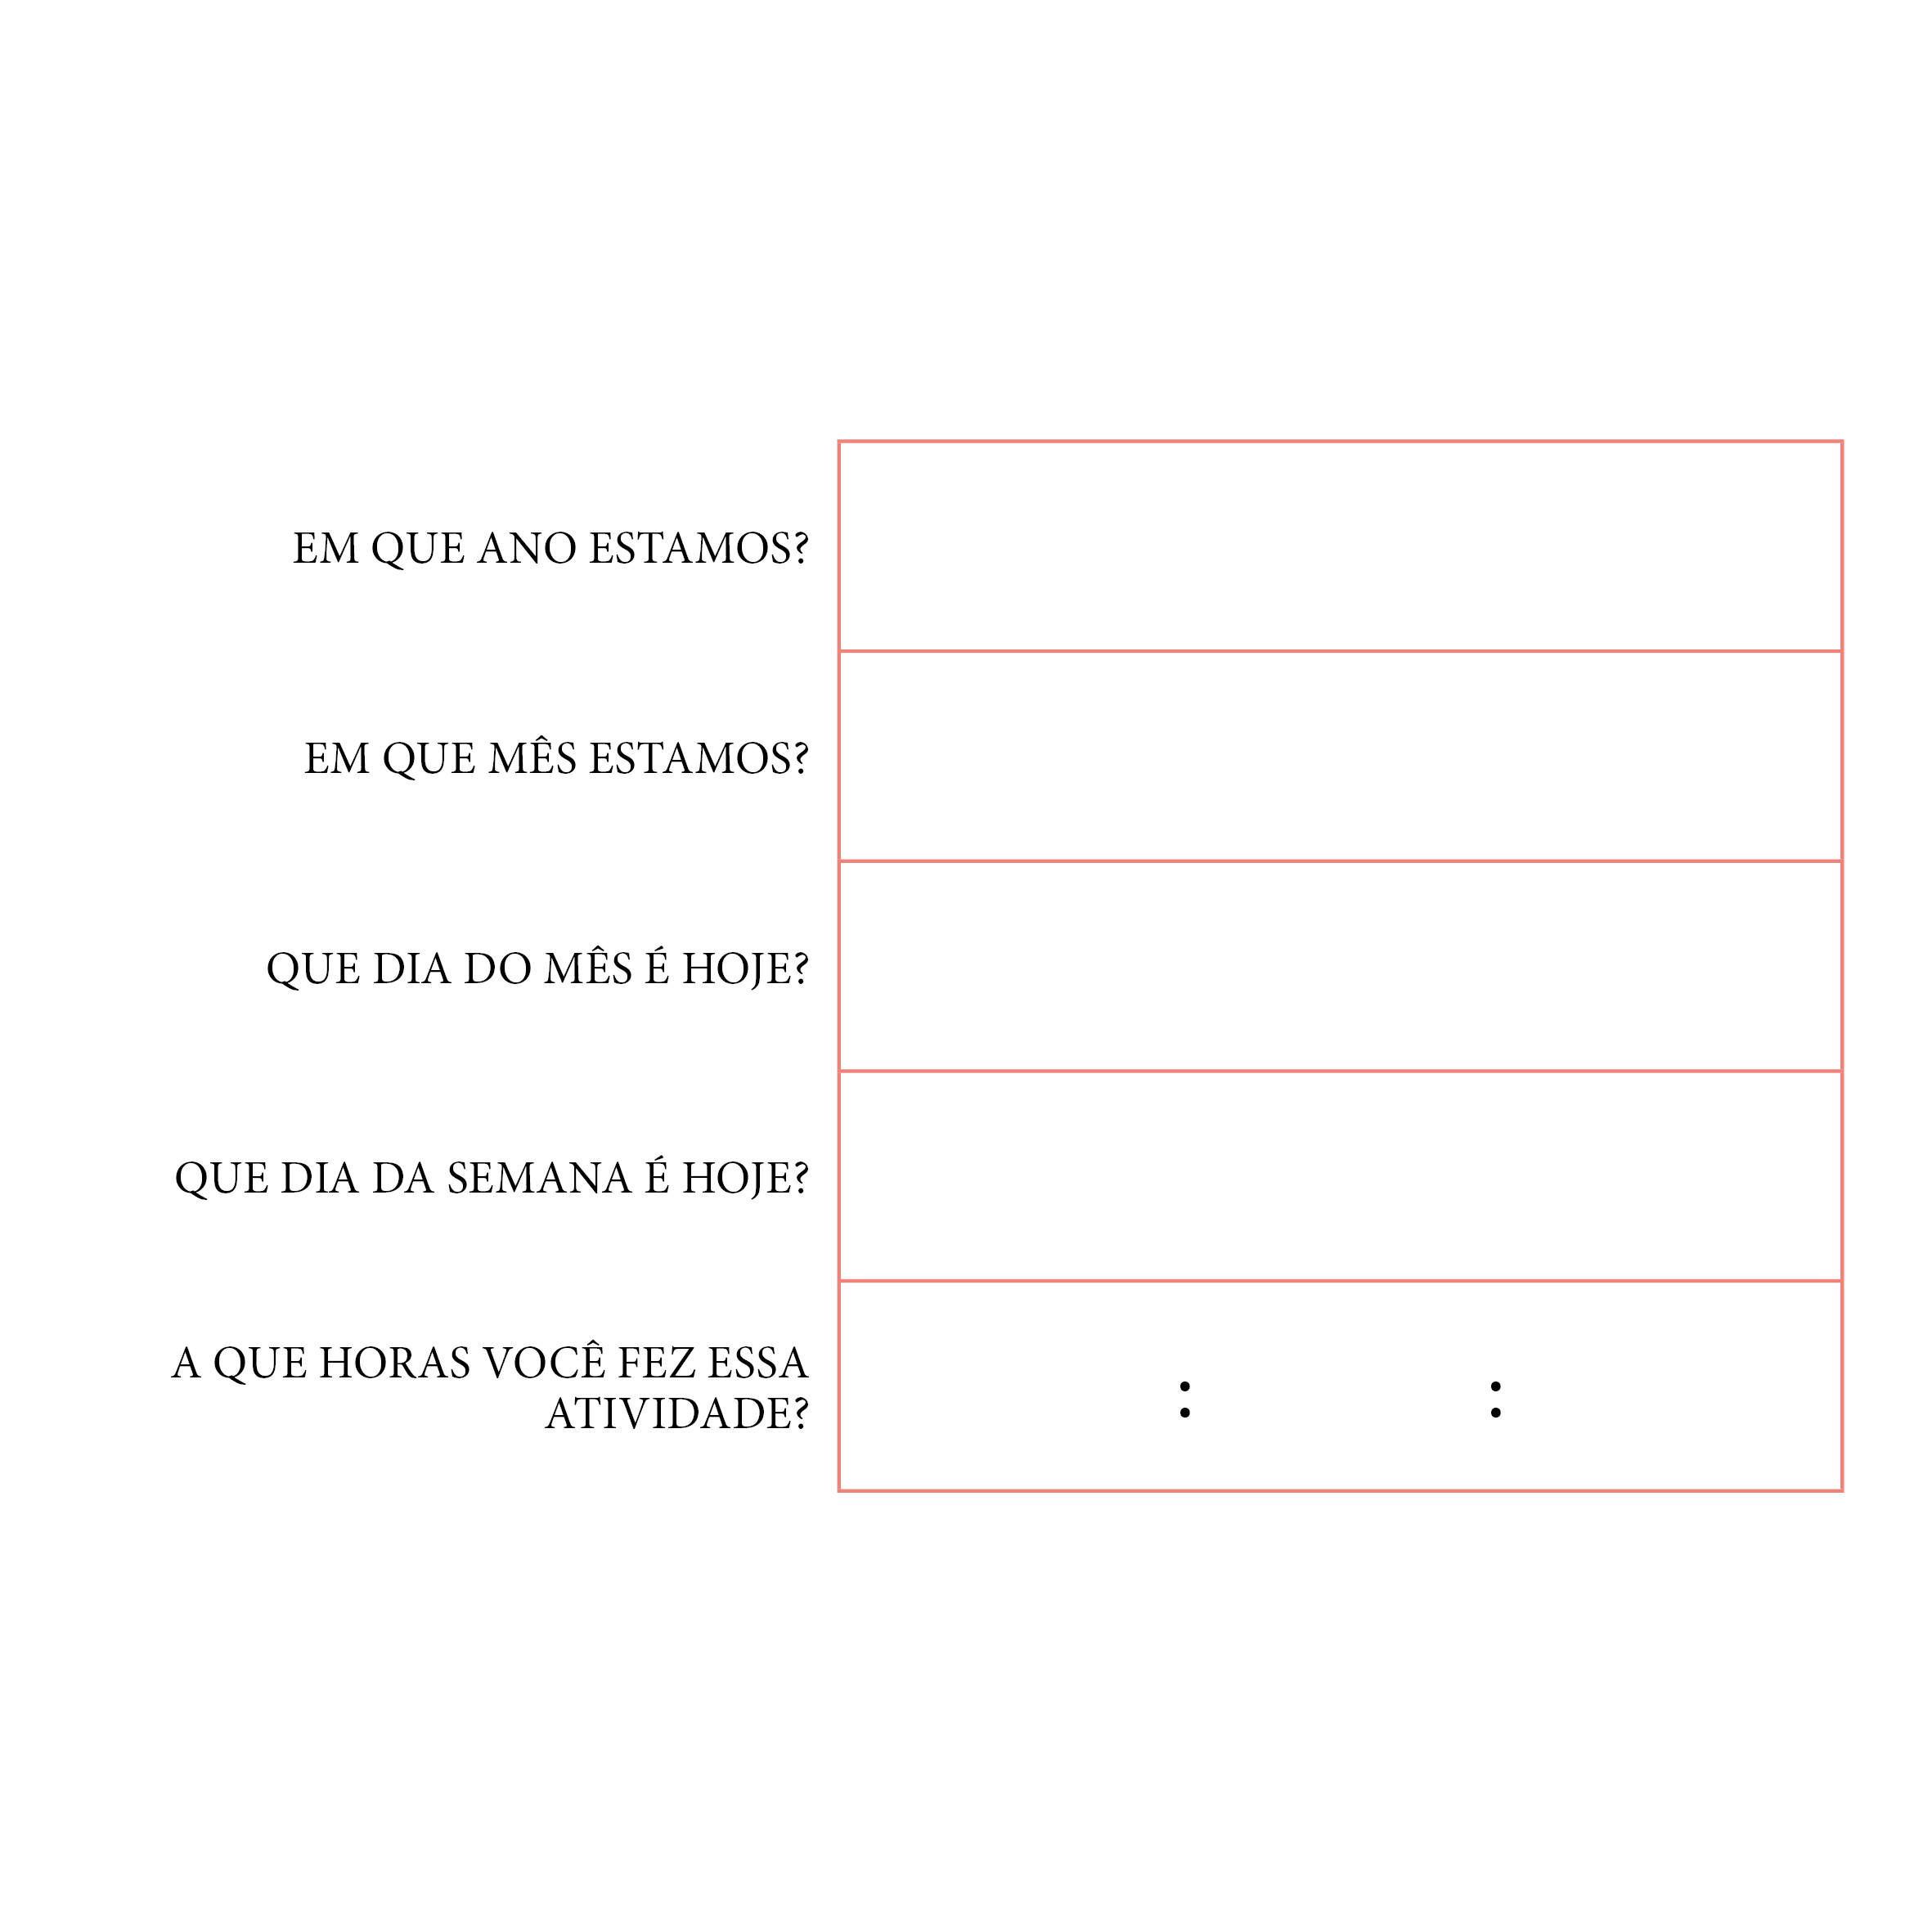 EM QUE ANO ESTAMOS?
EM QUE MÊS ESTAMOS?
QUE DIA DO MÊS É HOJE?
QUE DIA DA SEMANA É HOJE?
A QUE HORAS VOCÊ FEZ ESSA
ATIVIDADE?
: :